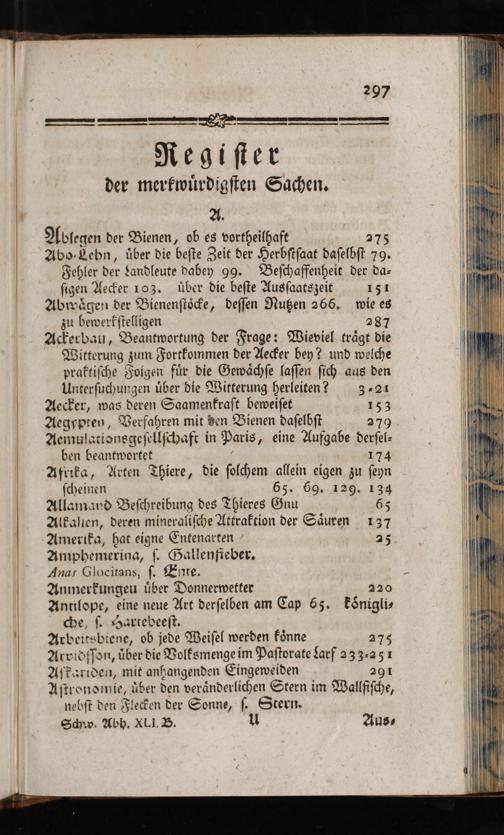 297
Register
der merkwürdigsten Sachen.
A.
Ablegen der Bienen, ob es vortheilhaft 275
Abo-Lehn, über die beste Zeit der Herbstsaat daselbst 79.
Fehler der Landleute dabey 99. Beschaffenheit der da-
sigen Aecker 103. über die beste Aussaatszeit 151
Abwägen der Bienenstöcke, dessen Nutzen 266. wie es
zu bewerkstelligen 287
Ackerbau, Beantwortung der Frage: Wieviel trägt die
Witterung zum Fortkommen der Aecker bey? und welche
praktische Folgen für die Gewächse lassen sich aus den
Untersuchungen über die Witterung herleiten? 3-21
Aecker, was deren Saamenkraft beweiset 153
Aegypten, Verfahren mit den Bienen daselbst 279
Aemulationsgesellschaft in Paris, eine Aufgabe dersel-
ben beantwortet 174
Afrika, Arten Thiere, die solchem allein eigen zu seyn
scheinen 65. 69. 129. 134
Allamand Beschreibung des Thieres Gnu 65
Alkalien, deren mineralische Attraktion der Säuren 137
Amerika, hat eigne Entenarten 25
Amphemerina, s. Gallenfieber.
Anas Glocitans, s. Ente.
Anmerkungen über Donnerwetter 220
Antilope, eine neue Art derselben am Cap 65. königli-
che, s. Hartebeest.
Arbeitsbiene, ob jede Weisel werden könne 275
Arvidsson, über die Volksmenge im Pastorate Larf 233-251
Askariden, mit anhangenden Eingeweiden 291
Astronomie, über den veränderlichen Stern im Wallfische,
nebst den Flecken der Sonne, s. Stern.
Schw. Abh. XLI. B. U Aus-